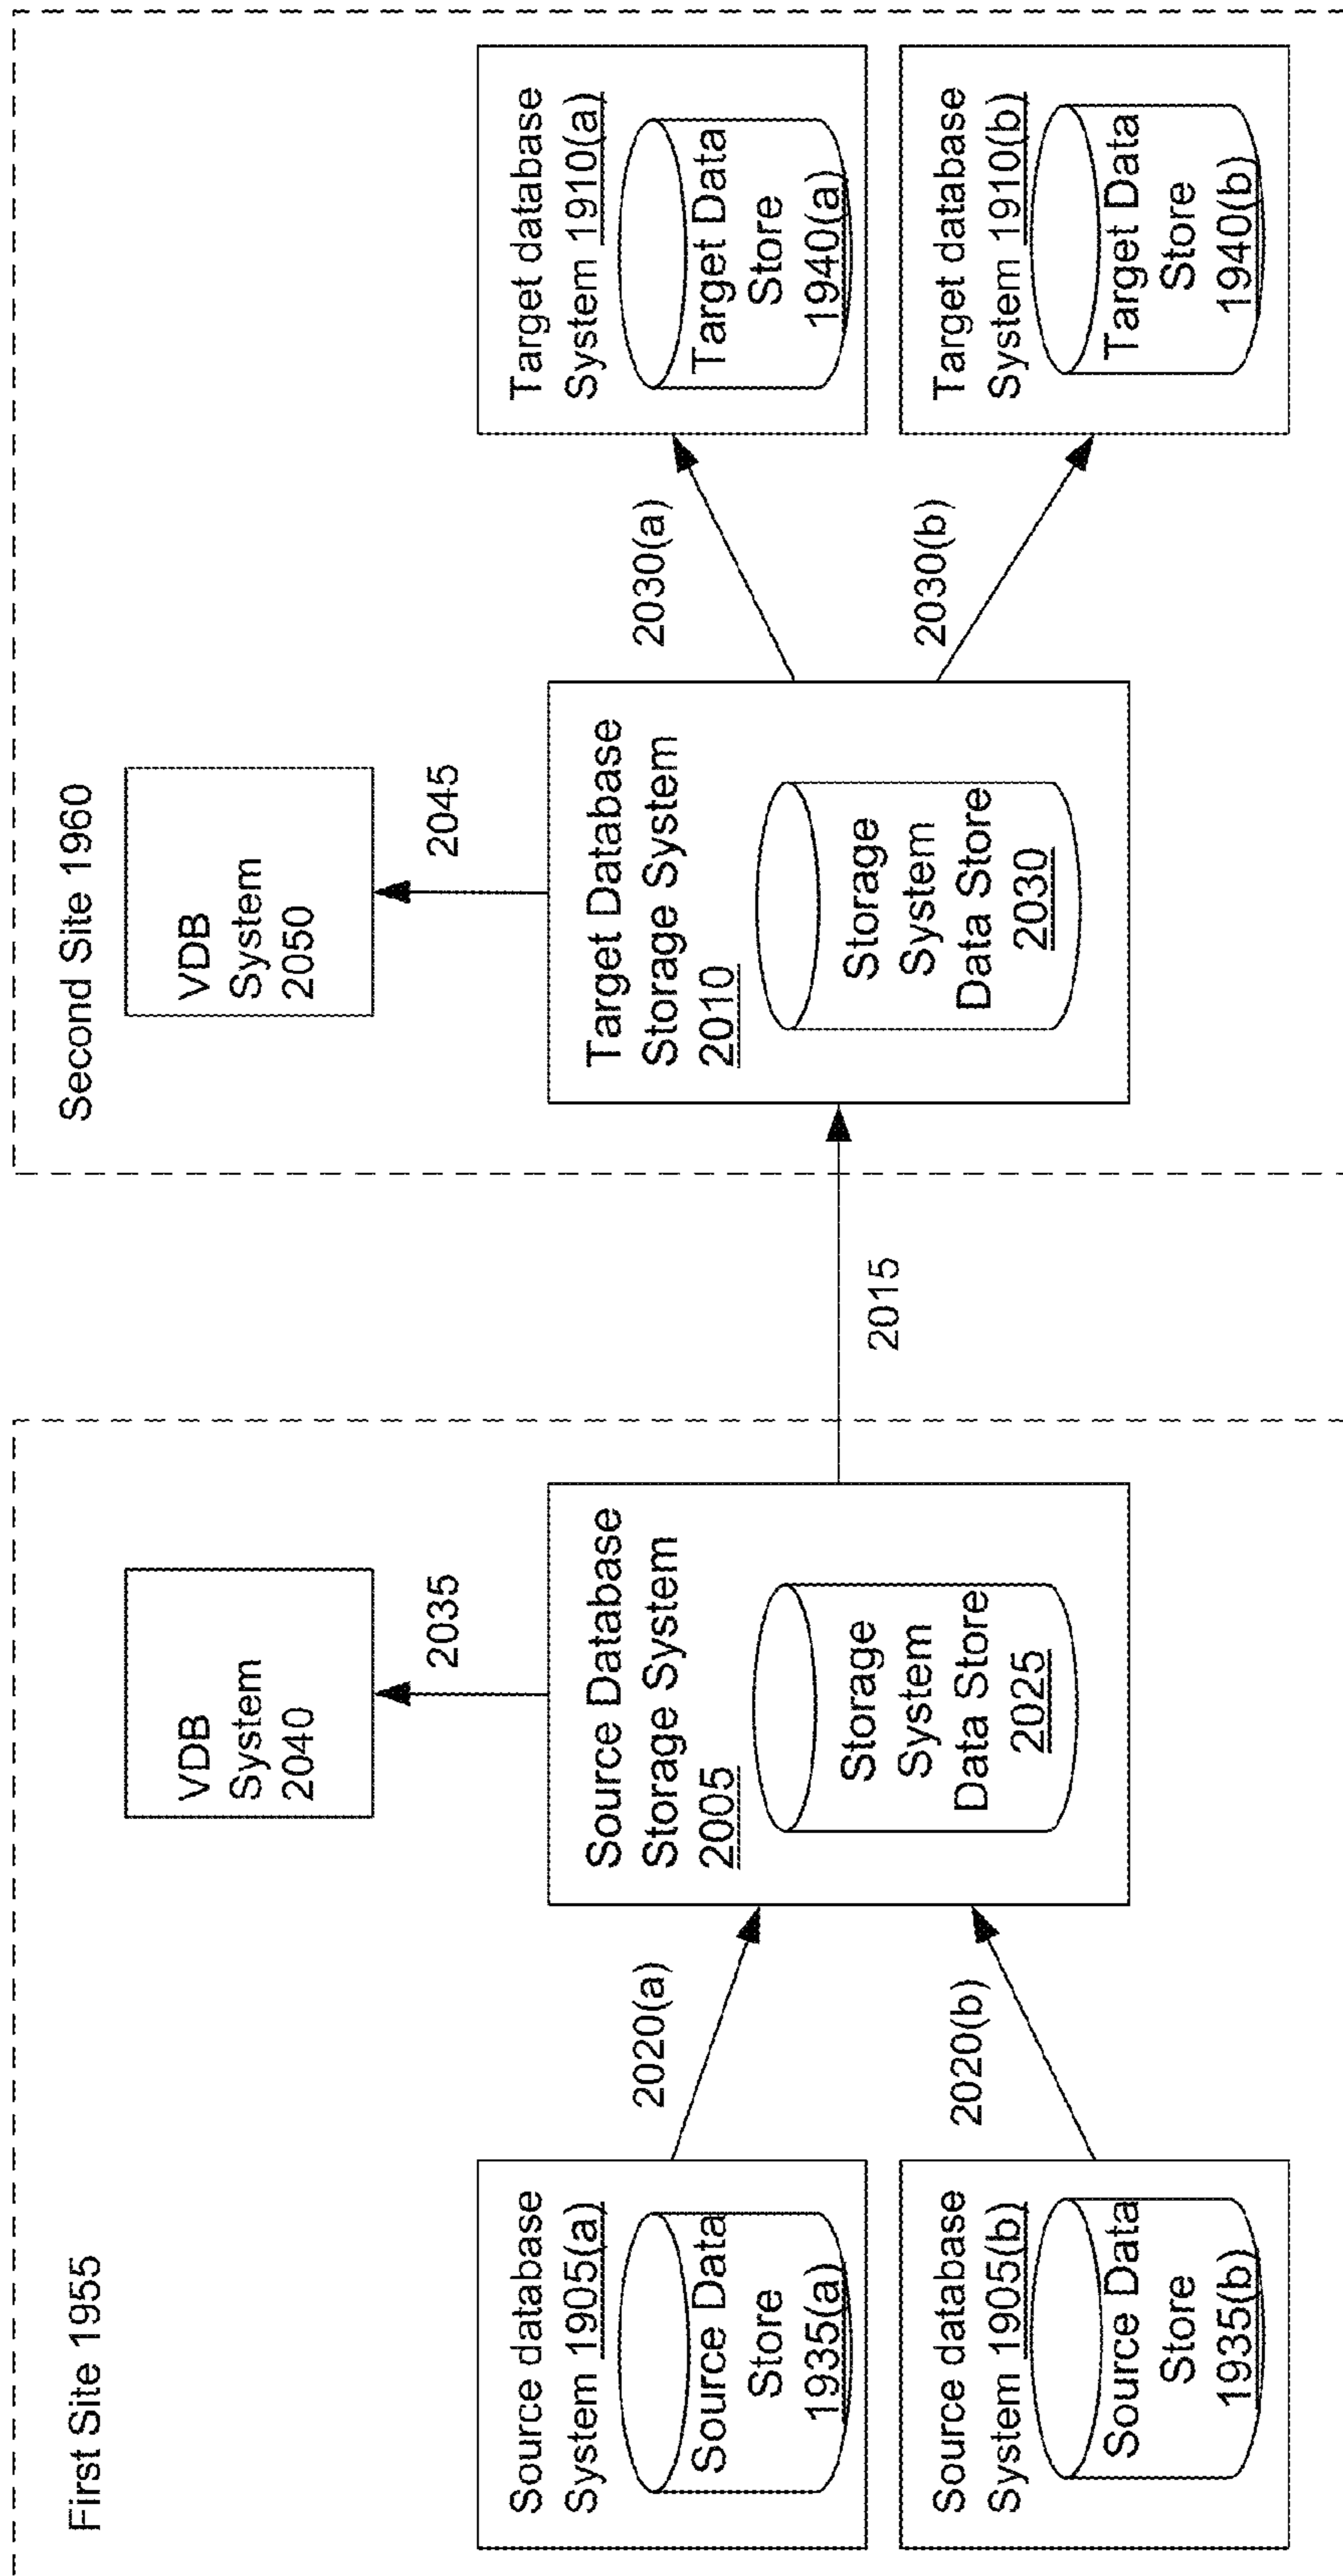 First Site 1955
Source database
System 1905(a)
Source Data
Store
1935(a)
Source database
System 1905(b)
Source Data
Store
1935(b)
2020(a)
2020(b)
VDB
System
2040
2035
Source Database
Storage System
2005
Storage
System
Data Store
2025
2015
Second Site 1960
VDB
System
2050
2045
Target Database
Storage System
2010
Storage
System
Data Store
2030
2030(a)
2030(b)
Target database
System 1910(a)
Target Data
Store
1940(a)
Target database
System 1910(b)
Target Data
Store
1940(b)